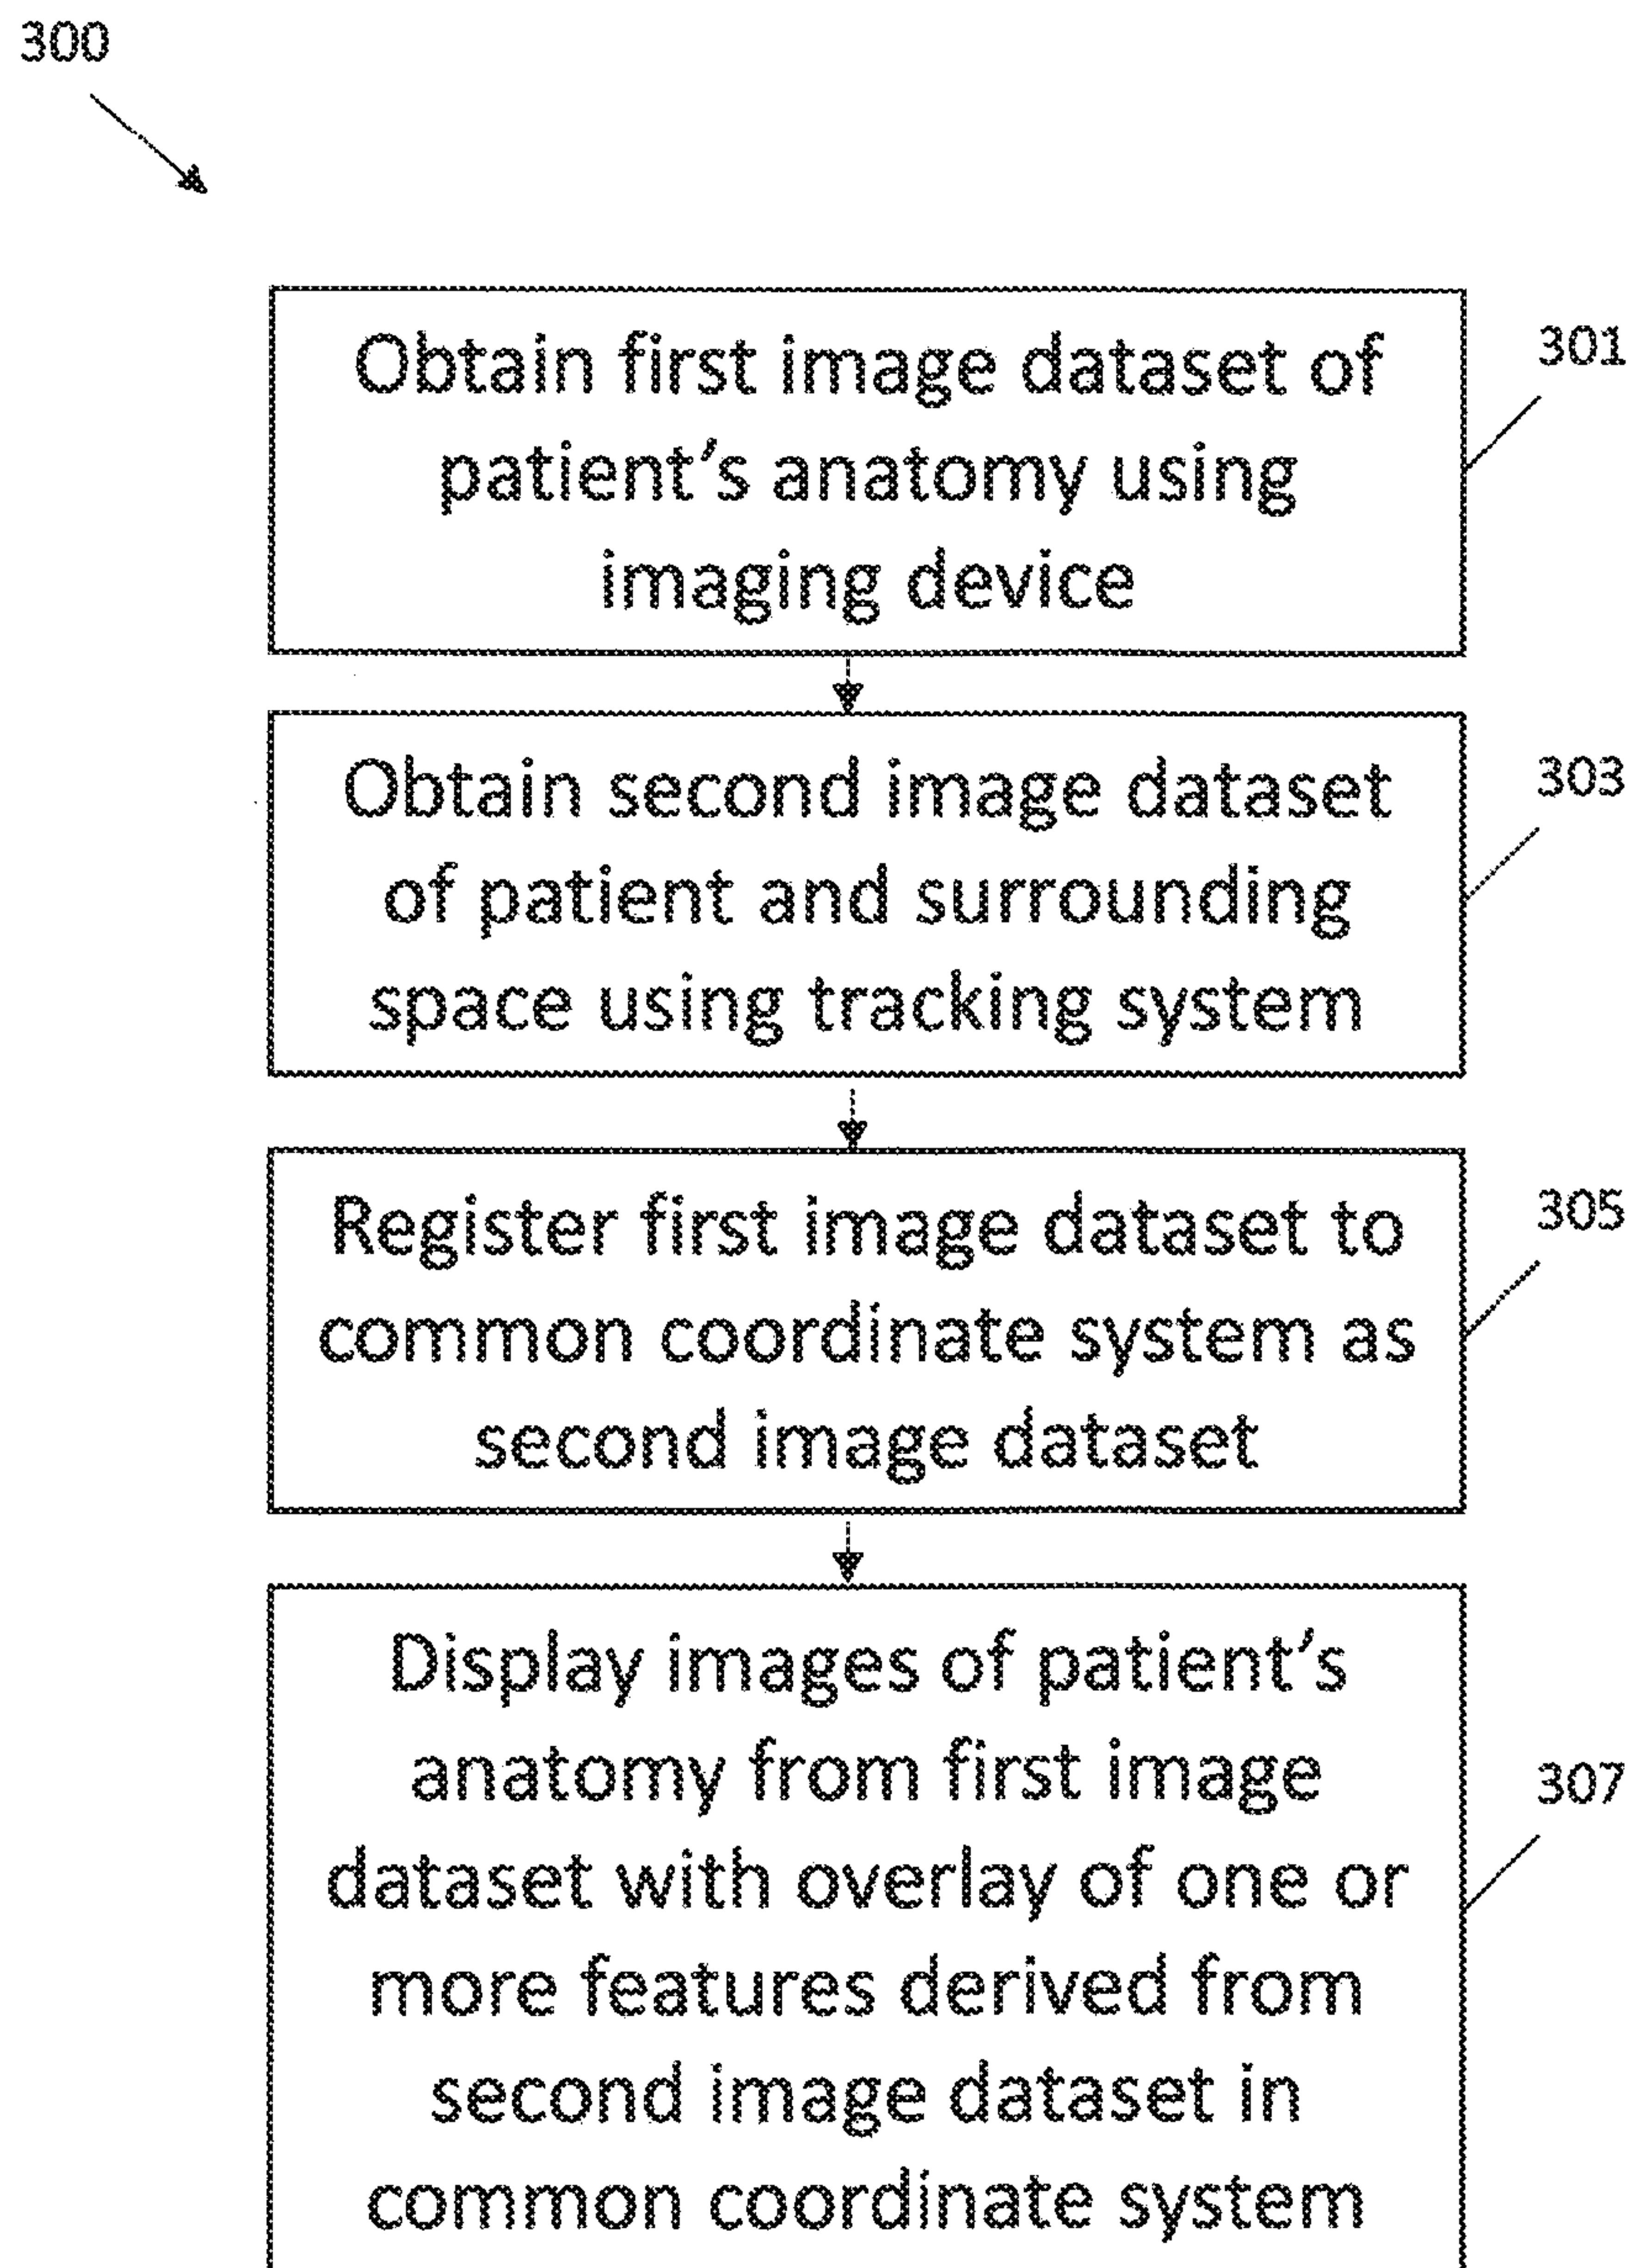 300
Obtain first image dataset of
patient's anatomy using
imaging device
301
Obtain second image dataset
of patient and surrounding
space using tracking system
303
Register first image dataset to
common coordinate system as
second image dataset
305
Display images of patient's
anatomy from first image
dataset with overlay of one or
more features derived from
second image dataset in
common coordinate system
307